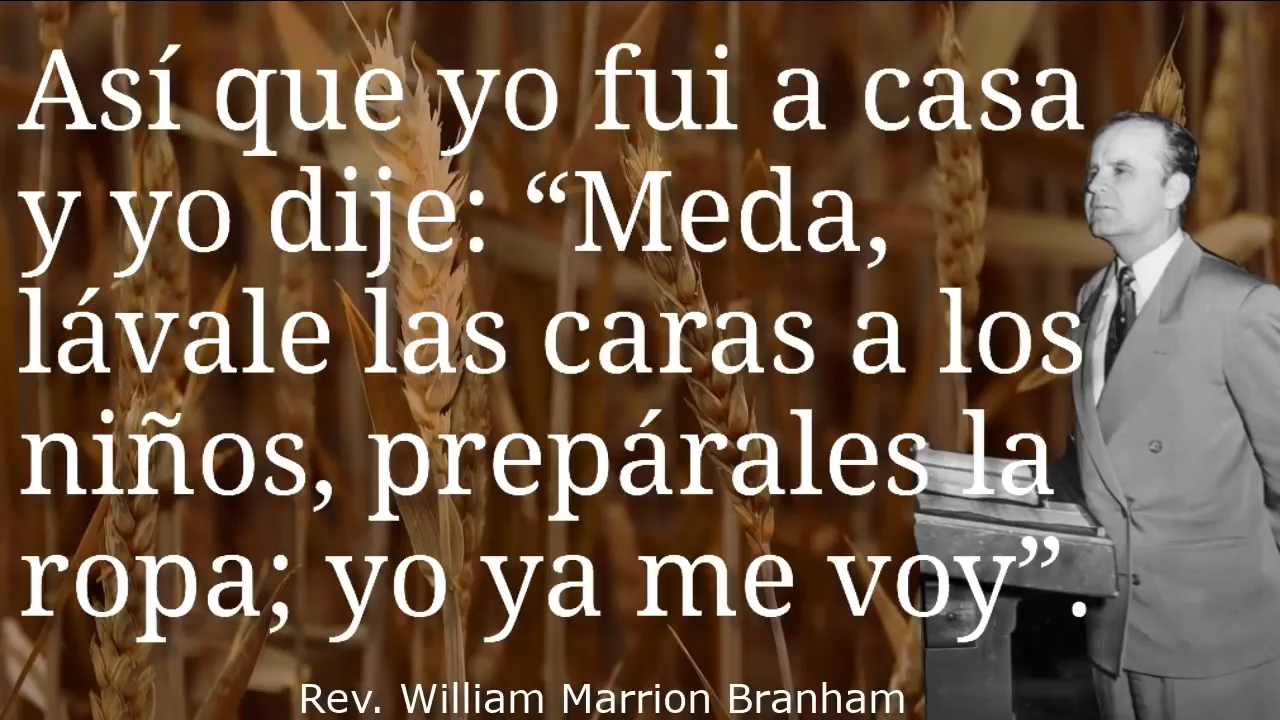 Así que yo fui a casa
y yo dije: “Meda,
lávale las caras a los
niños, prepárales la
ropa; yo ya me voy”.
Rev. William Marrion Branham